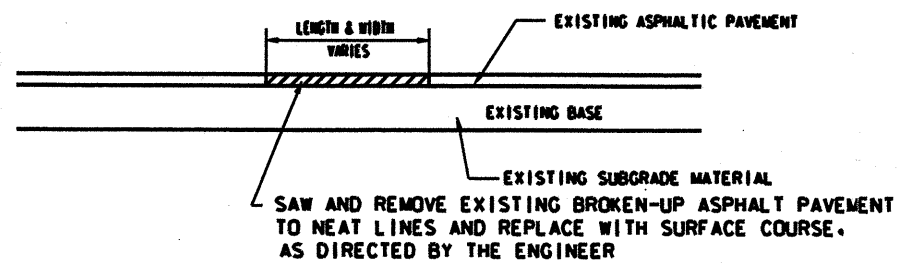 LENGTH & WIDTH
VARIES
EXISTING ASPHALTIC PAVEMENT
EXISTING BASE
EXISTING SUBGRADE MATERIAL
SAW AND REMOVE EXISTING BROKEN-UP ASPHALT PAVEMENT
TO NEAT LINES AND REPLACE WITH SURFACE COURSE.
AS DIRECTED BY THE ENGINEER